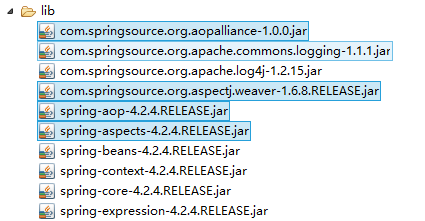 lib
com.springsource.org.aopalliance-1.0.0.jar
com.springsource.org.apache.commons.logging-1.1.1.jar
com.springsource.org.apache.log4j-1.2.15.jar
com.springsource.org.aspectj.weaver-1.6.8.RELEASE.jar
spring-aop-4.2.4.RELEASE.jar
spring-aspects-4.2.4.RELEASE.jar
spring-beans-4.2.4.RELEASE.jar
spring-context-4.2.4.RELEASE.jar
spring-core-4.2.4.RELEASE.jar
spring-expression-4.2.4.RELEASE.jar